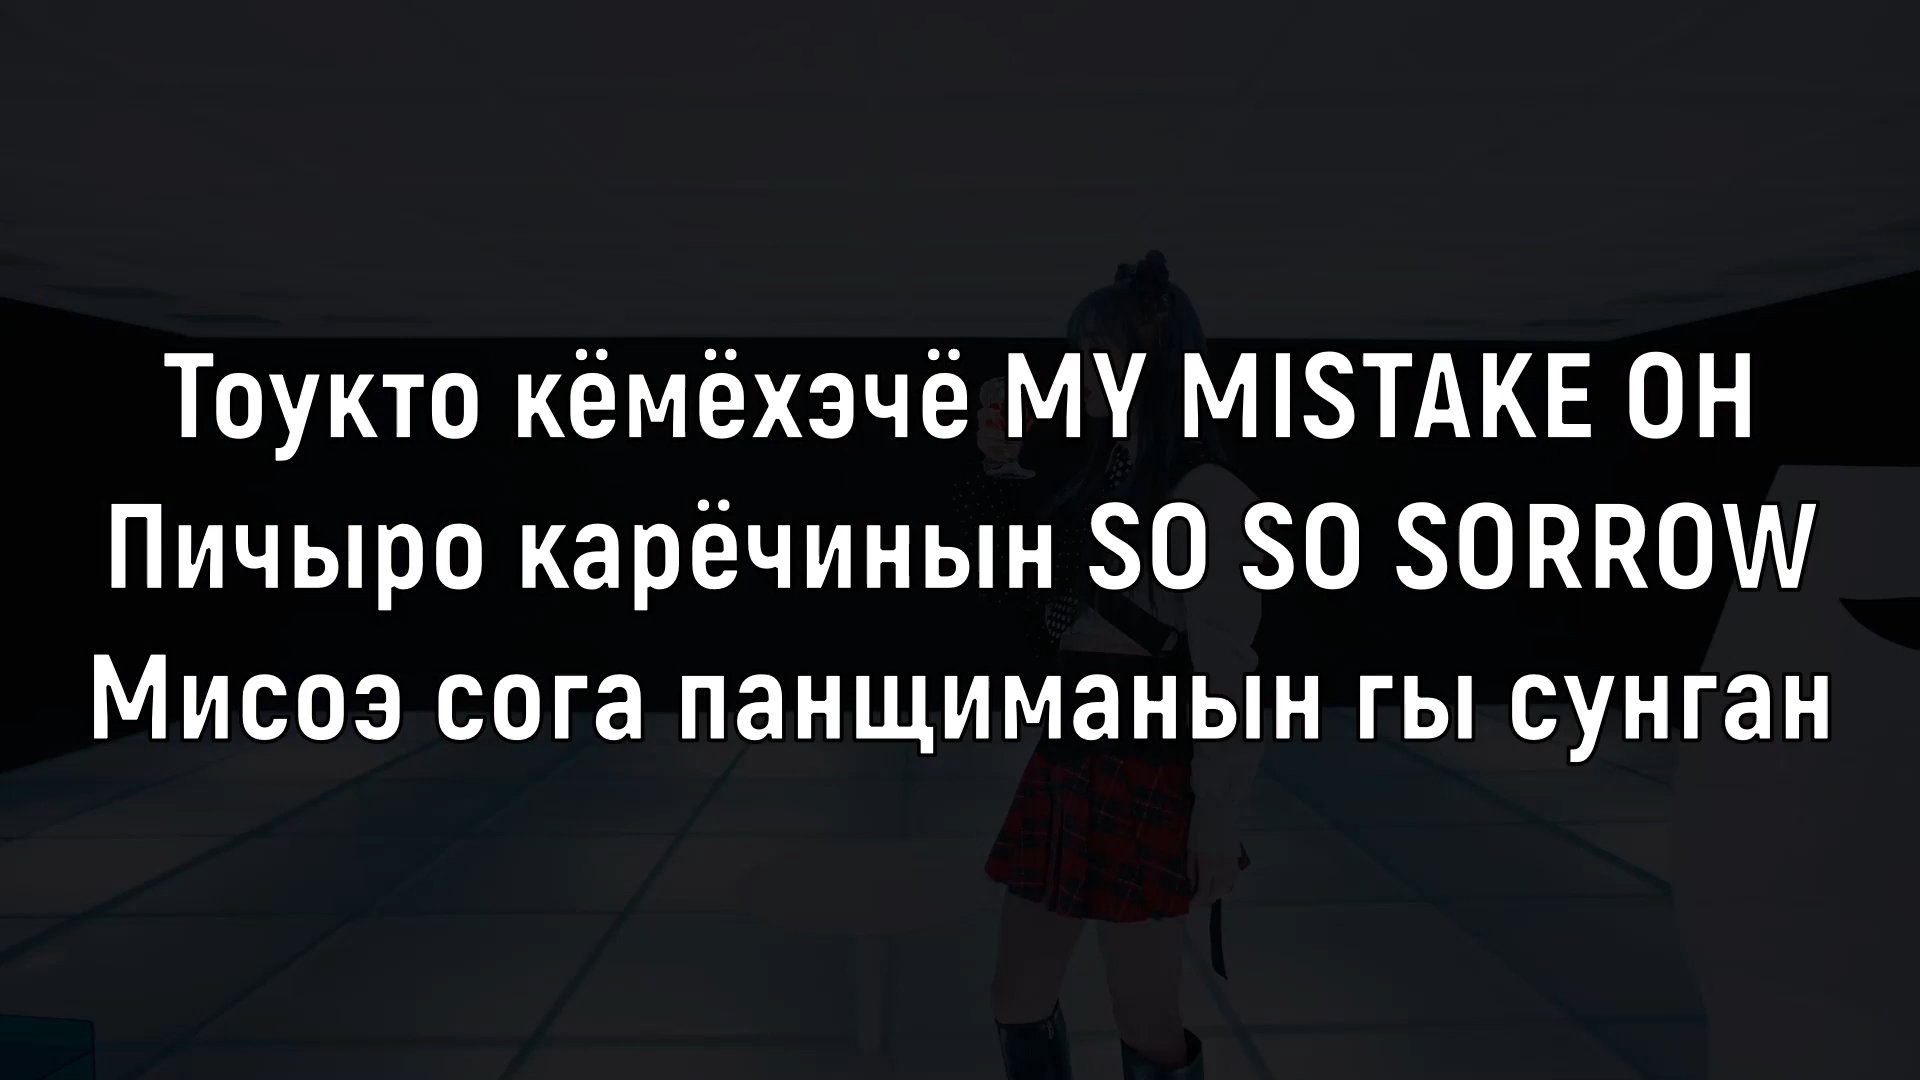 Тоукто кёмёхэчё MY MISTAKE OH
Пичыро карёчинын SO SO SORROW
Мисоэ сога панщиманын гы сунган